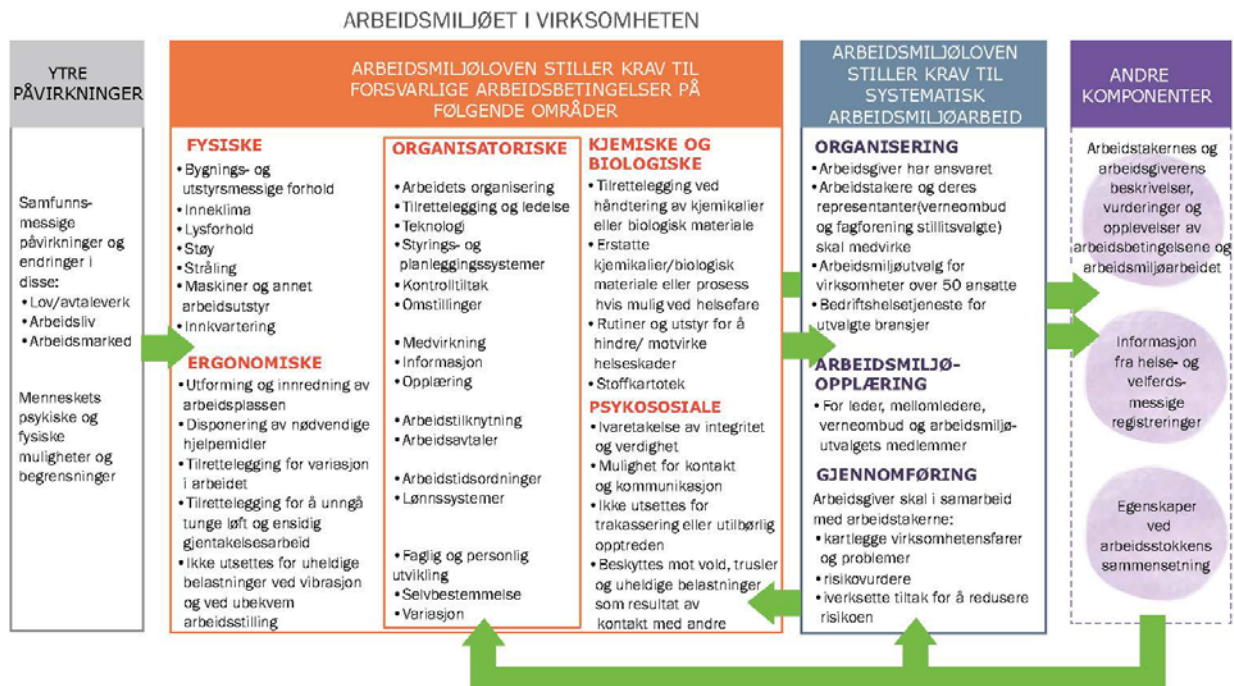 ARBEIDSMILJØET I VIRKSOMHETEN
YTRE
PÅVIRKNINGER
Samfunns-
messige
påvirkninger og
endringer i
disse:
• Lov/avtaleverk
• Arbeidsliv
• Arbeidsmarked
Menneskets
psykiske og
fysiske
muligheter og
begrensninger
ARBEIDSMILJØLOVEN STILLER KRAV TIL
FORSVARLIGE ARBEIDSBETINGELSER PÅ
FØLGENDE OMRÅDER
FYSISKE
• Bygnings- og
utstyrsmessige forhold
• Inneklima
• Lysforhold
• Støy
• Stråling
• Maskiner og annet
arbeidsutstyr
• Innkvartering
ERGONOMISKE
• Utforming og innredning av
arbeidsplassen
• Disponering av nødvendige
hjelpemidler
• Tilrettelegging for variasjon
i arbeidet
• Tilrettelegging for å unngå
tunge løft og ensidig
gjentakelsesarbeid
• Ikke utsettes for uheldige
belastninger ved vibrasjon
og ved ubekvem
arbeidsstilling
ORGANISATORISKE
• Arbeidets organisering
• Tilrettelegging og ledelse
• Teknologi
• Styrings- og
planleggingssystemer
• Kontrolltiltak
• Omstillinger
• Medvirkning
• Informasjon
• Opplæring
• Arbeidstilknytning
• Arbeidsavtaler
• Arbeidstidsordninger
• Lønnssystemer
• Faglig og personlig
utvikling
• Selvbestemmelse
• Variasjon
KJEMISKE OG
BIOLOGISKE
• Tilrettelegging ved
håndtering av kjemikalier
eller biologisk materiale
• Erstatte
kjemikalier/biologisk
materiale eller prosess
hvis mulig ved helsefare
• Rutiner og utstyr for å
hindre/ motvirke
helseskader
• Stoffkartotek
PSYKOSOSIALE
• Ivaretakelse av integritet
og verdighet
• Mulighet for kontakt
og kommunikasjon
• Ikke utsettes for
trakassering eller utilbørlig
opptreden
• Beskyttes mot vold, trusler
og uheldige belastninger
som resultat av
kontakt med andre
ARBEIDSMILJØLOVEN
STILLER KRAV TIL
SYSTEMATISK
ARBEIDSMILJØARBEID
ORGANISERING
• Arbeidsgiver har ansvaret
• Arbeidstakere og deres
representanter(verneombud
og fagforening stillitsvalgte)
skal medvirke
• Arbeidsmiljøutvalg for
virksomheter over 50 ansatte
• Bedriftshelsetjeneste for
utvalgte bransjer
ARBEIDSMILJØ-
OPPLÆRING
• For leder, mellomledere,
verneombud og arbeidsmiljø-
utvalgets medlemmer
GJENNOMFØRING
Arbeidsgiver skal i samarbeid
med arbeidstakerne:
• kartlegge virksomhetensfarer
og problemer
• risikovurdere
• iverksette tiltak for å redusere
risikoen
ANDRE
KOMPONENTER
Arbeidstakernes og
arbeidsgiverens
beskrivelser,
vurderinger og
opplevelser av
arbeidsbetingelsene og
arbeidsmiljøarbeidet
Informasjon
fra helse- og
velferds-
messige
registreringer
Egenskaper
ved
arbeidsstokkens
sammensetning